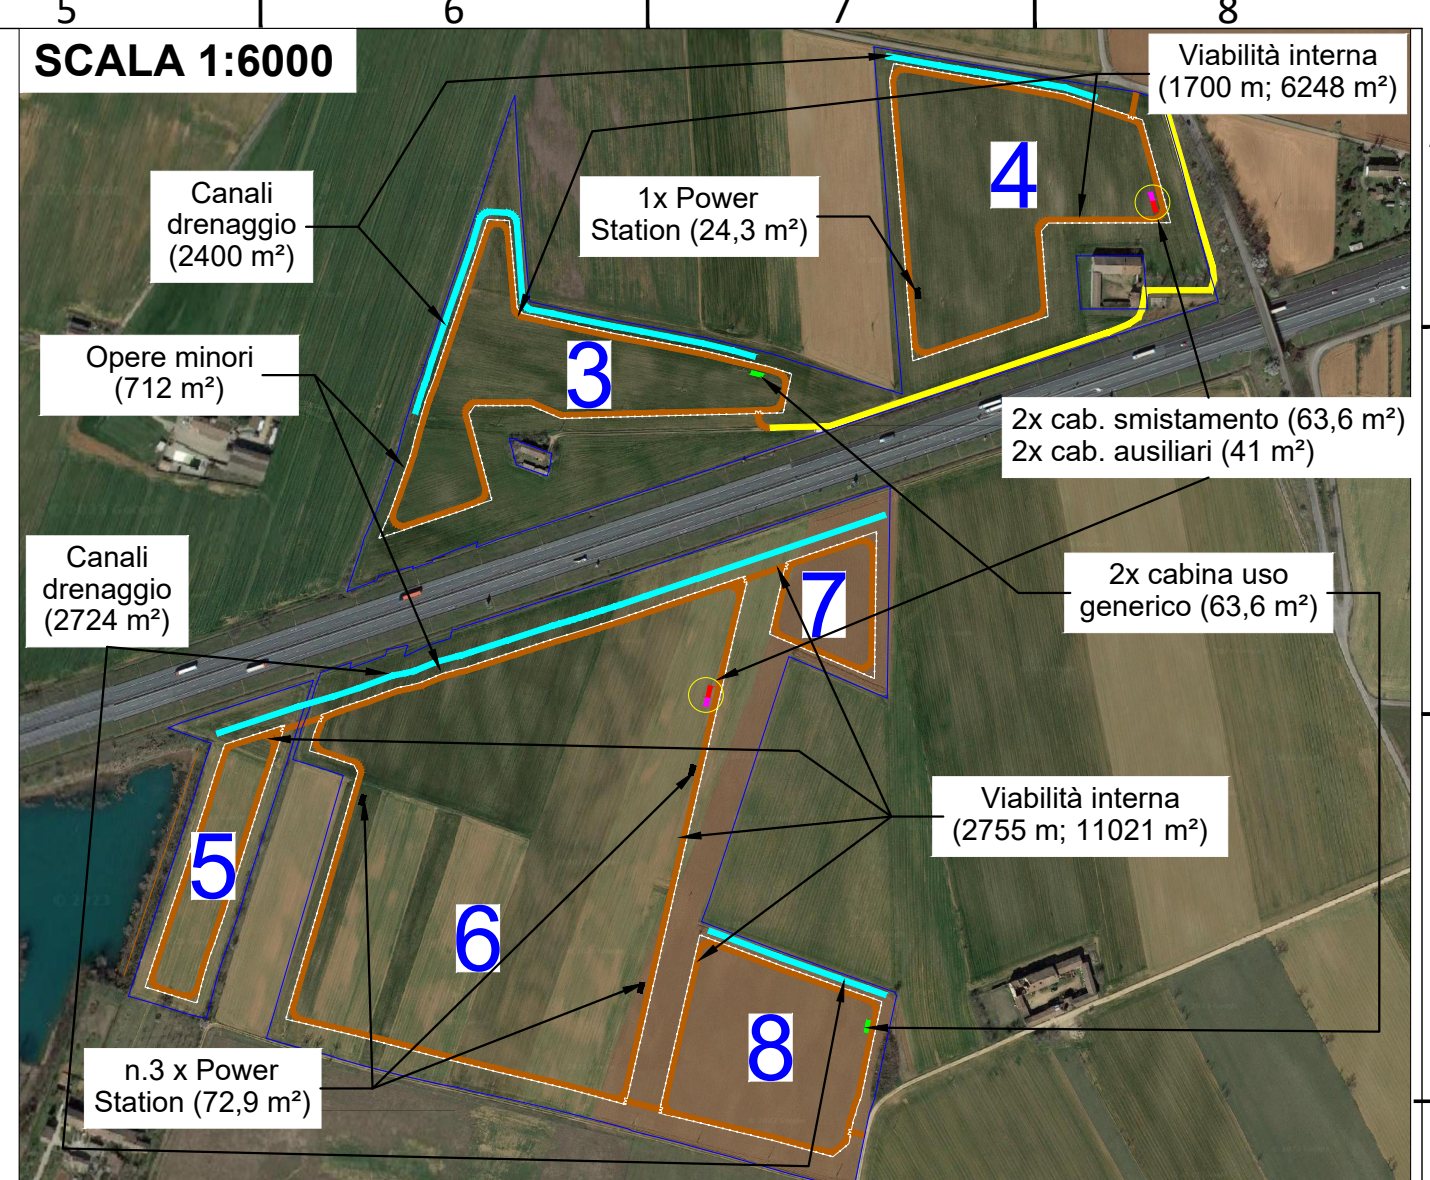 5 6 7 8
SCALA 1:6000
Viabilità interna
(1700 m; 6248 m²)
4
Canali
drenaggio
(2400 m²)
1x Power
Station (24,3 m²)
Opere minori
(712 m²)
3
2x cab. smistamento (63,6 m²)
2x cab. ausiliari (41 m²)
Canali
drenaggio
(2724 m²)
7
2x cabina uso
generico (63,6 m²)
Viabilità interna
(2755 m; 11021 m²)
5
6
8
n.3 x Power
Station (72,9 m²)